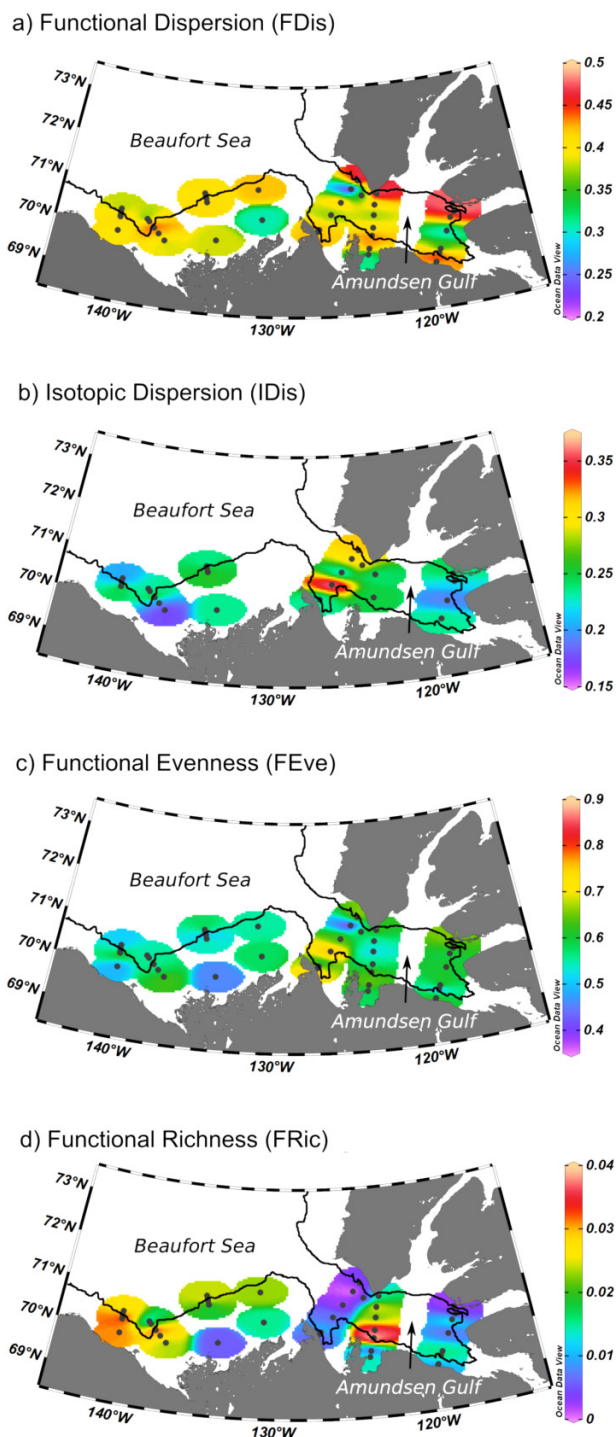 a) Functional Dispersion (FDis)
73°N
72°N
71°N
70°N
69°N
Beaufort Sea
Amundsen Gulf
140°W
130°W
120°W
0.5
0.45
0.4
0.35
0.3
0.25
0.2
Ocean Data View
b) Isotopic Dispersion (IDis)
73°N
72°N
71°N
70°N
69°N
Beaufort Sea
Amundsen Gulf
140°W
130°W
120°W
0.35
0.3
0.25
0.2
0.15
Ocean Data View
c) Functional Evenness (FEve)
73°N
72°N
71°N
70°N
69°N
Beaufort Sea
Amundsen Gulf
140°W
130°W
120°W
0.9
0.8
0.7
0.6
0.5
0.4
Ocean Data View
d) Functional Richness (FRic)
73°N
72°N
71°N
70°N
69°N
Beaufort Sea
Amundsen Gulf
140°W
130°W
120°W
0.04
0.03
0.02
0.01
0
Ocean Data View